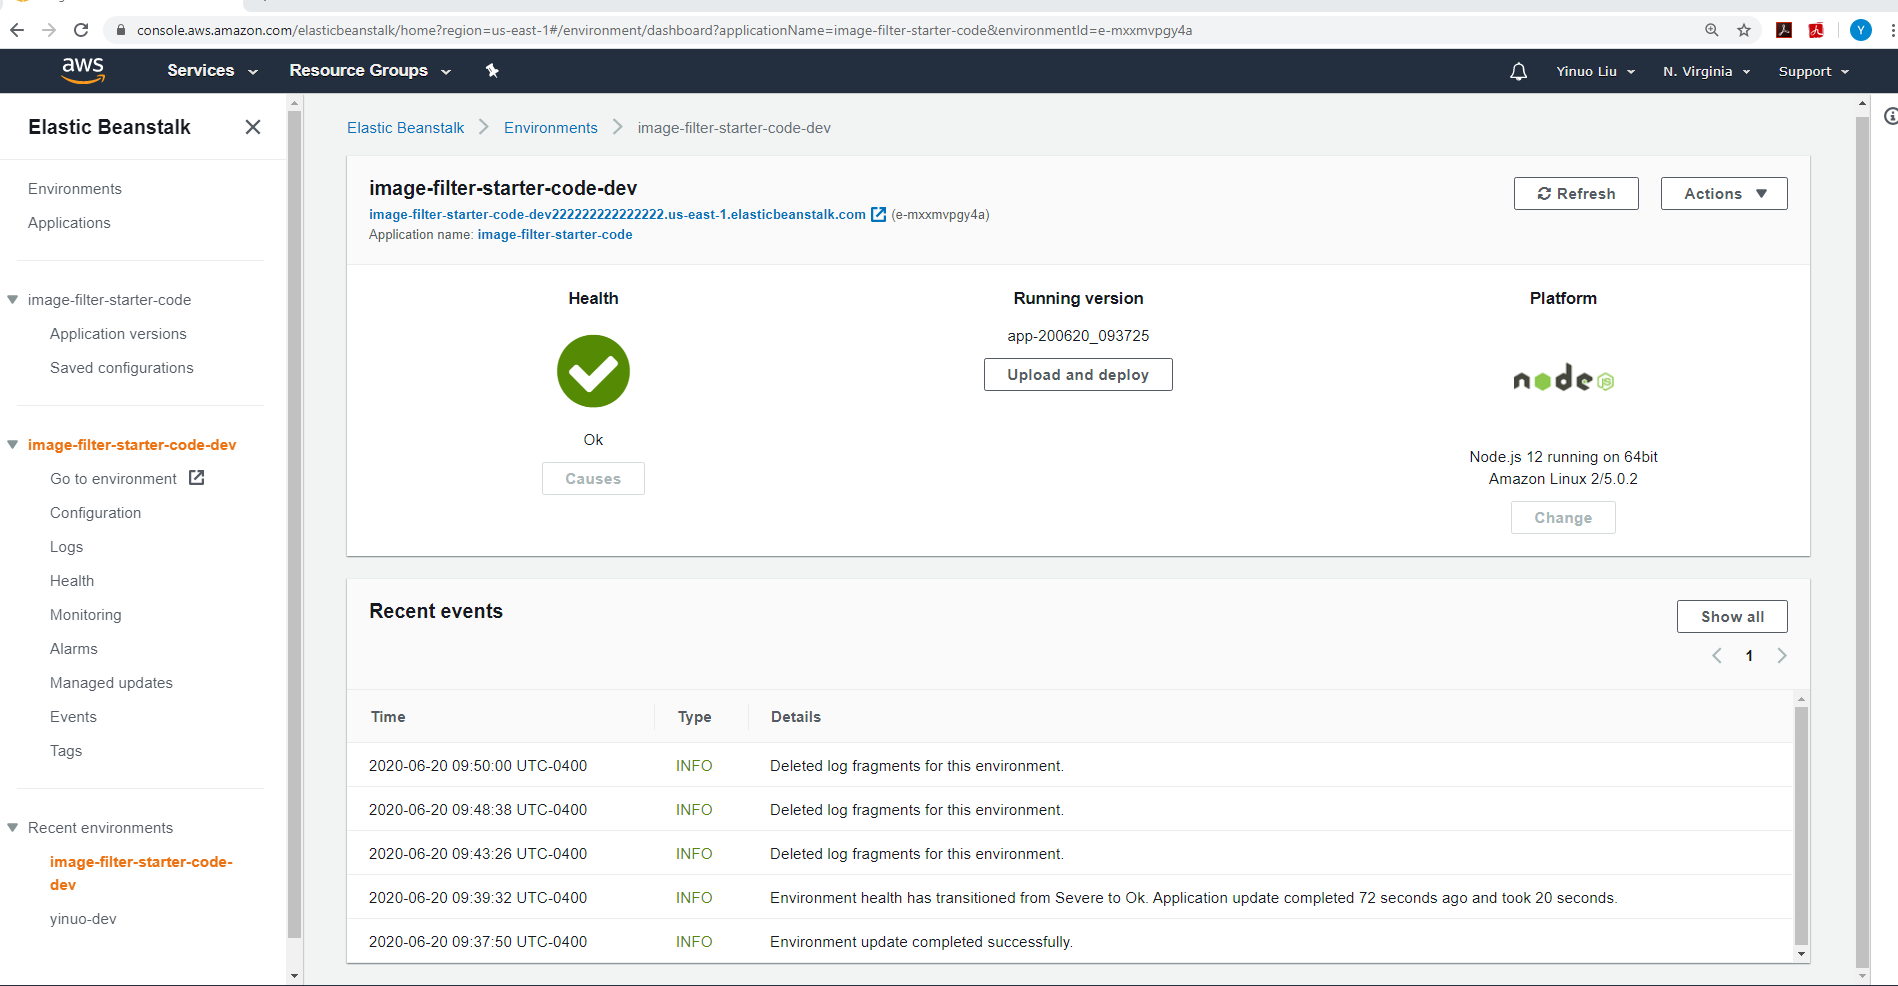 console.aws.amazon.com/elasticbeanstalk/home?region=us-east-1#/environment/dashboard?applicationName=image-filter-starter-code&environmentId=e-mxxmvpgy4a
Y
aws
Services
Resource Groups
Yinuo Liu
N. Virginia
Support
Elastic Beanstalk
Environments
Applications
image-filter-starter-code
Application versions
Saved configurations
image-filter-starter-code-dev
Go to environment
Configuration
Logs
Health
Monitoring
Alarms
Managed updates
Events
Tags
Recent environments
image-filter-starter-code-
dev
yinuo-dev
Elastic Beanstalk > Environments > image-filter-starter-code-dev
image-filter-starter-code-dev
image-filter-starter-code-dev222222222222222.us-east-1.elasticbeanstalk.com (e-mxxmvpgy4a)
Application name: image-filter-starter-code
Refresh
Actions
Health
Ok
Causes
Running version
app-200620_093725
Upload and deploy
Platform
node JS
Node.js 12 running on 64bit
Amazon Linux 2/5.0.2
Change
Recent events
Show all
1
Time Type Details
2020-06-20 09:50:00 UTC-0400 INFO Deleted log fragments for this environment.
2020-06-20 09:48:38 UTC-0400 INFO Deleted log fragments for this environment.
2020-06-20 09:43:26 UTC-0400 INFO Deleted log fragments for this environment.
2020-06-20 09:39:32 UTC-0400 INFO Environment health has transitioned from Severe to Ok. Application update completed 72 seconds ago and took 20 seconds.
2020-06-20 09:37:50 UTC-0400 INFO Environment update completed successfully.